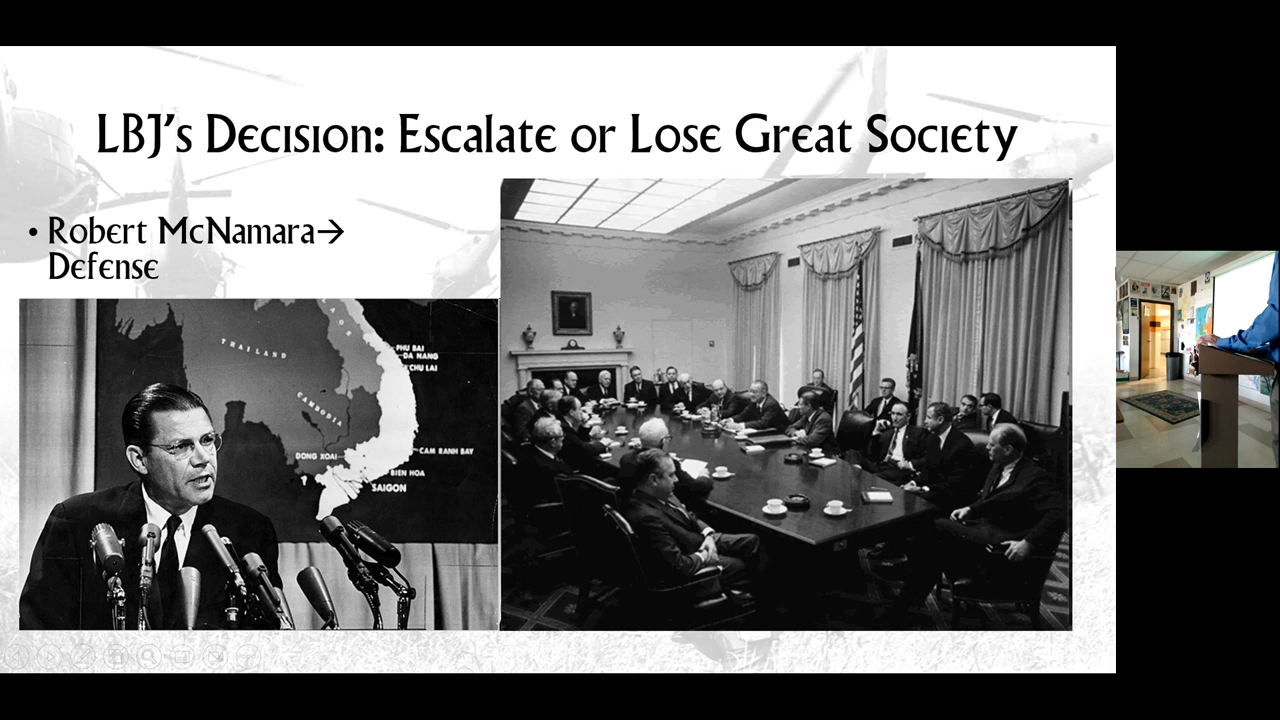 LBJ's Decision: Escalate or Lose Great Society
• Robert McNamara→
Defense
LAOS
THAILAND
CAMBODIA
PHU BAI
DA NANG
CHU LAI
DONG XOAI
CAM RANH BAY
BIEN HOA
SAIGON